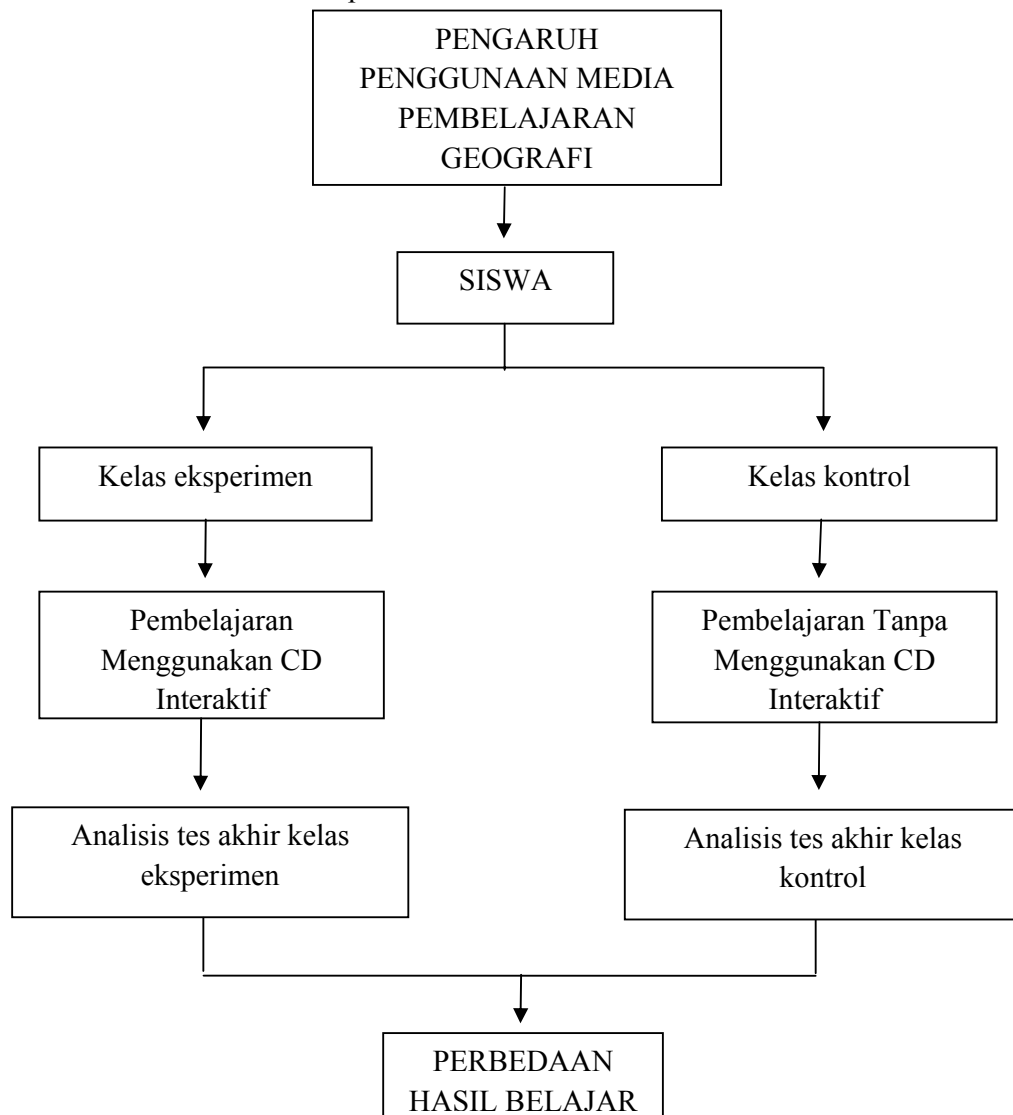 PENGARUH
PENGGUNAAN MEDIA
PEMBELAJARAN
GEOGRAFI
SISWA
Kelas eksperimen
Kelas kontrol
Pembelajaran
Menggunakan CD
Interaktif
Pembelajaran Tanpa
Menggunakan CD
Interaktif
Analisis tes akhir kelas
eksperimen
Analisis tes akhir kelas
kontrol
PERBEDAAN
HASIL BELAJAR